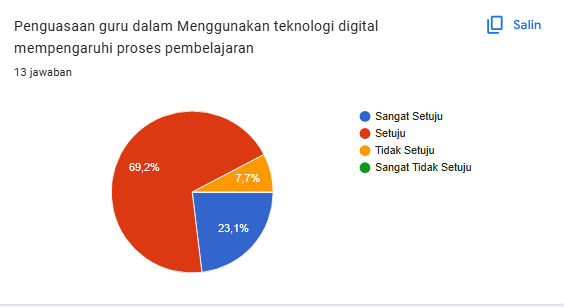 Penguasaan guru dalam Menggunakan teknologi digital
mempengaruhi proses pembelajaran
Salin
13 jawaban
Sangat Setuju
Setuju
Tidak Setuju
Sangat Tidak Setuju
69,2%
7,7%
23,1%